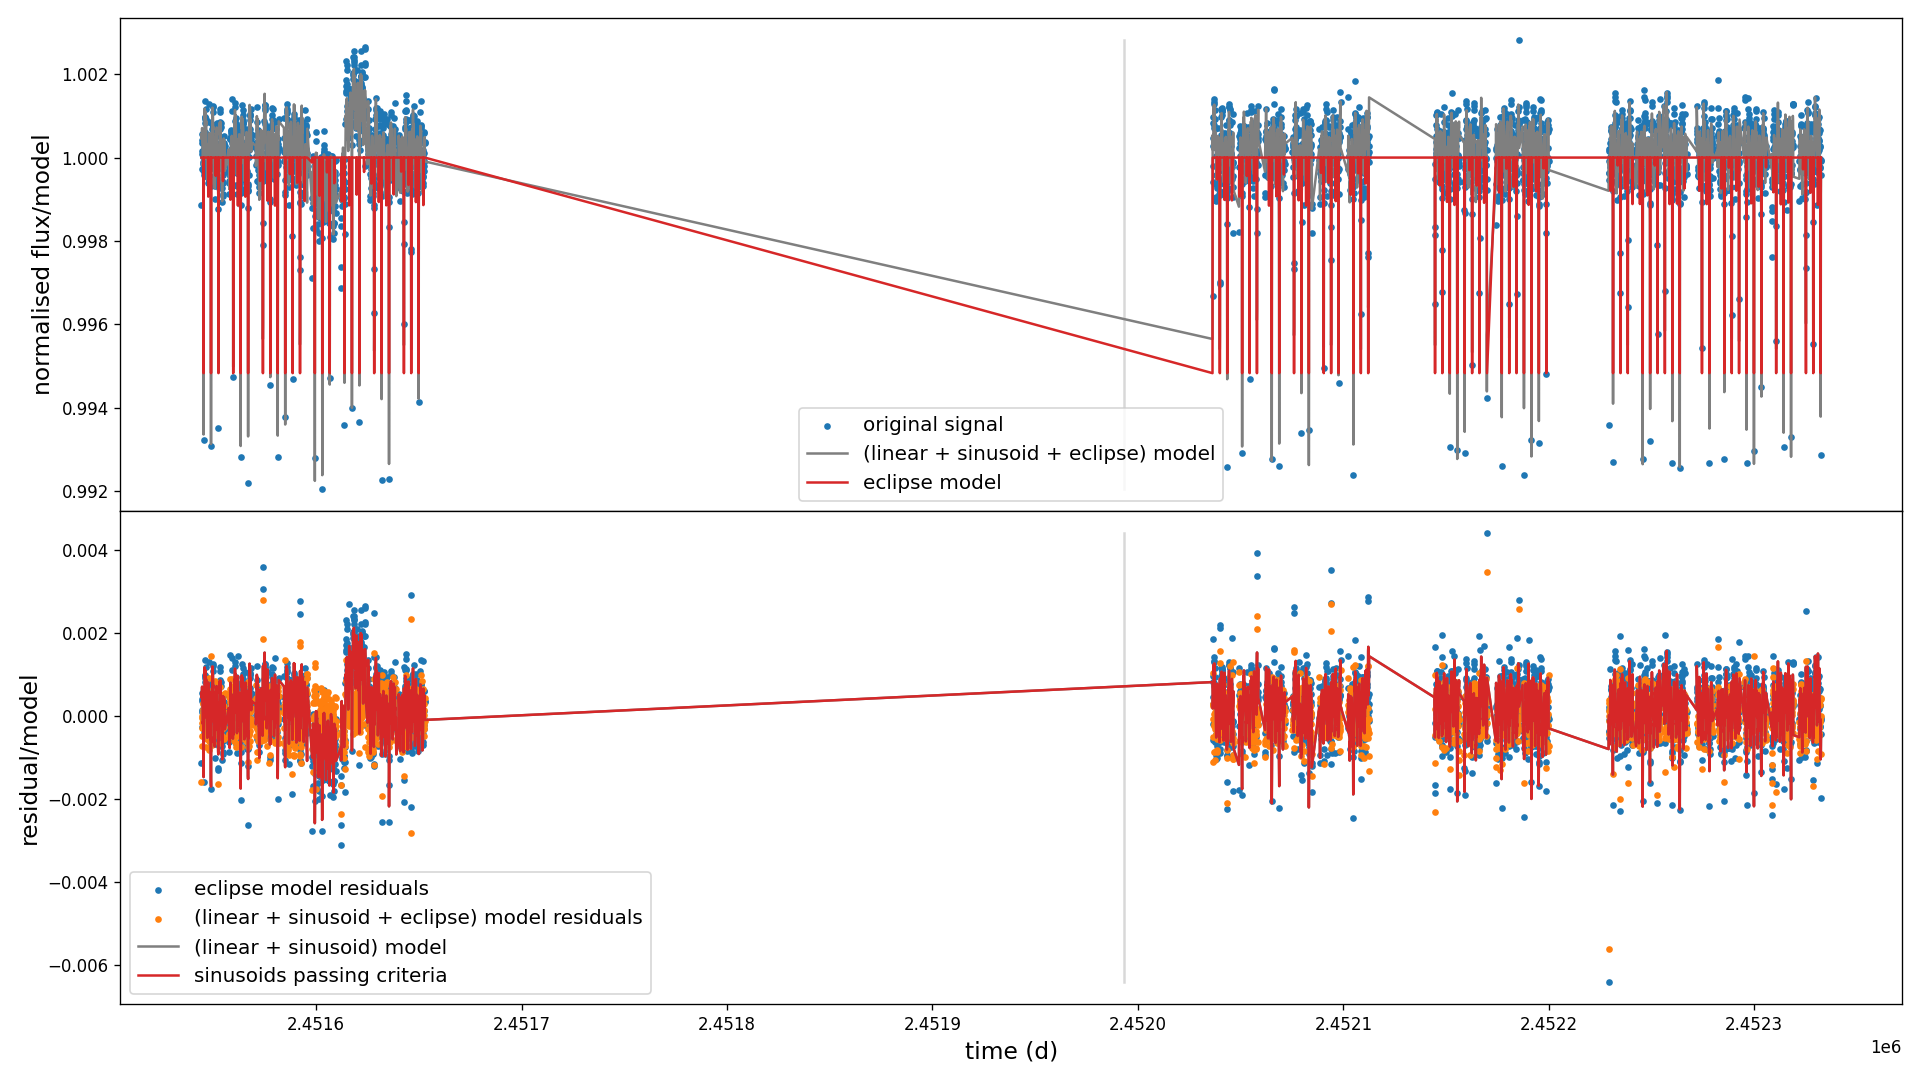 normalised flux/model
1.002
1.000
0.998
0.996
0.994
0.992
original signal
(linear + sinusoid + eclipse) model
eclipse model
residual/model
0.004
0.002
0.000
−0.002
−0.004
−0.006
eclipse model residuals
(linear + sinusoid + eclipse) model residuals
(linear + sinusoid) model
sinusoids passing criteria
2.4516 2.4517 2.4518 2.4519 2.4520 2.4521 2.4522 2.4523
time (d)
1e6